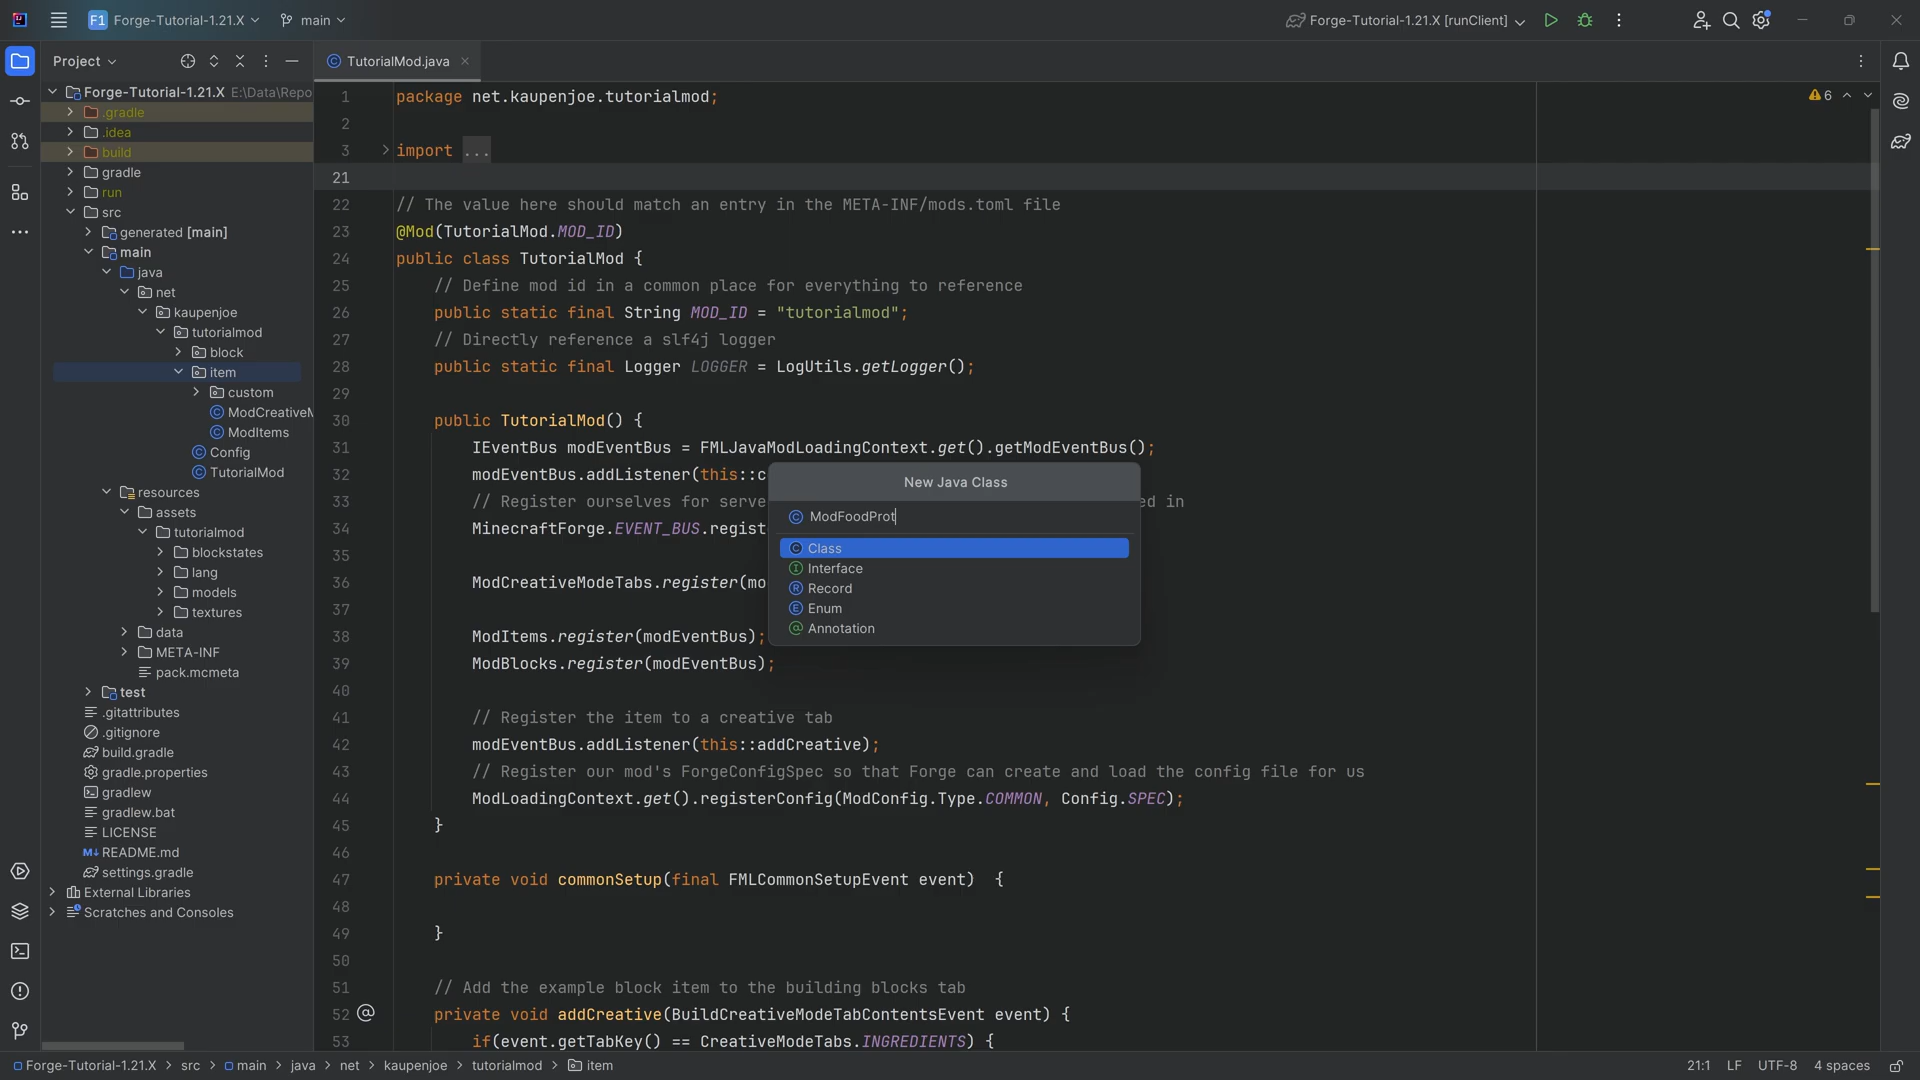 F1 Forge-Tutorial-1.21.X main Forge-Tutorial-1.21.X [runClient]
Project TutorialMod.java
Forge-Tutorial-1.21.X E:\Data\Repo
.gradle
.idea
build
gradle
run
src
generated [main]
main
java
net
kaupenjoe
tutorialmod
block
item
custom
ModCreativeM
ModItems
Config
TutorialMod
resources
assets
tutorialmod
blockstates
lang
models
textures
data
META-INF
pack.mcmeta
test
.gitattributes
.gitignore
build.gradle
gradle.properties
gradlew
gradlew.bat
LICENSE
M↓ README.md
settings.gradle
External Libraries
Scratches and Consoles
6
1 package net.kaupenjoe.tutorialmod;
2
3 import ...
21
22 // The value here should match an entry in the META-INF/mods.toml file
23 @Mod(TutorialMod.MOD_ID)
24 public class TutorialMod {
25 // Define mod id in a common place for everything to reference
26 public static final String MOD_ID = "tutorialmod";
27 // Directly reference a slf4j logger
28 public static final Logger LOGGER = LogUtils.getLogger();
29
30 public TutorialMod() {
31 IEventBus modEventBus = FMLJavaModLoadingContext.get().getModEventBus();
32 modEventBus.addListener(this::c
33 // Register ourselves for serve ed in
34 MinecraftForge.EVENT_BUS.regist
35
36 ModCreativeModeTabs.register(mo
37
38 ModItems.register(modEventBus);
39 ModBlocks.register(modEventBus);
40
41 // Register the item to a creative tab
42 modEventBus.addListener(this::addCreative);
43 // Register our mod's ForgeConfigSpec so that Forge can create and load the config file for us
44 ModLoadingContext.get().registerConfig(ModConfig.Type.COMMON, Config.SPEC);
45 }
46
47 private void commonSetup(final FMLCommonSetupEvent event) {
48
49 }
50
51 // Add the example block item to the building blocks tab
52 @ private void addCreative(BuildCreativeModeTabContentsEvent event) {
53 if(event.getTabKey() == CreativeModeTabs.INGREDIENTS) {
New Java Class
C ModFoodProt
C Class
I Interface
R Record
E Enum
@ Annotation
Forge-Tutorial-1.21.X > src > main > java > net > kaupenjoe > tutorialmod > item 21:1 LF UTF-8 4 spaces